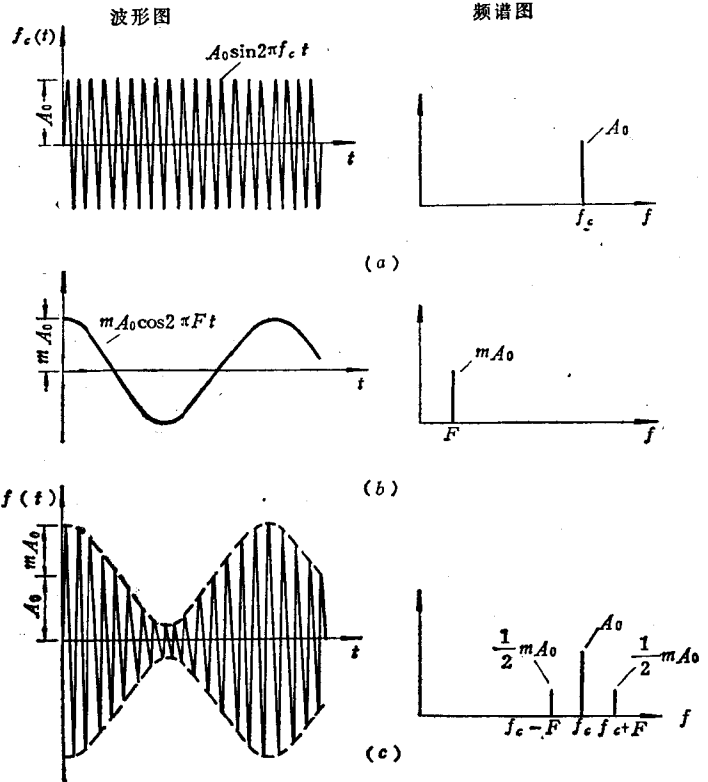 波形图
频谱图
f_c(t)
A₀sin2πf_c t
A₀
t
A₀
f_c
f
(a)
mA₀cos2πFt
mA₀
t
mA₀
F
f
(b)
f(t)
mA₀
A₀
t
1/2 mA₀
A₀
1/2 mA₀
f_c-F
f_c
f_c+F
f
(c)